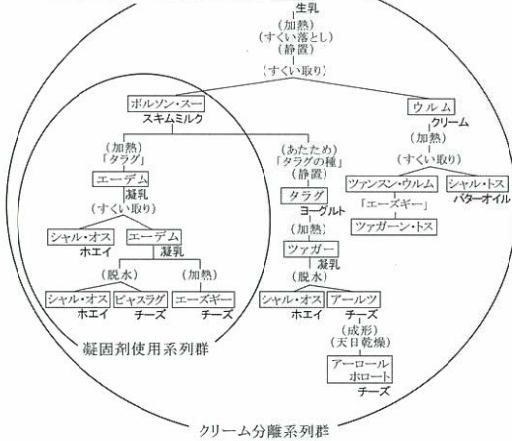 生乳
(加熱)
(すくい落とし)
(静置)
(すくい取り)
ボルソン・スー
スキムミルク
ウルム
クリーム
(加熱)
「タラグ」
(あたため)
「タラグの種」
(静置)
(加熱)
(すくい取り)
エーデム
凝乳
(すくい取り)
タラグ
ヨーグルト
(加熱)
ツァンスン・ウルム
シャル・トス
バターオイル
「エーズギー」
ツァガーン・トス
シャル・オス
ホエイ
エーデム
凝乳
ツァガー
凝乳
(脱水)
(加熱)
(脱水)
シャル・オス
ホエイ
ビャスラグ
チーズ
エーズギー
チーズ
シャル・オス
ホエイ
アールツ
チーズ
(成形)
(天日乾燥)
アーロール
ホロート
チーズ
凝固剤使用系列群
クリーム分離系列群